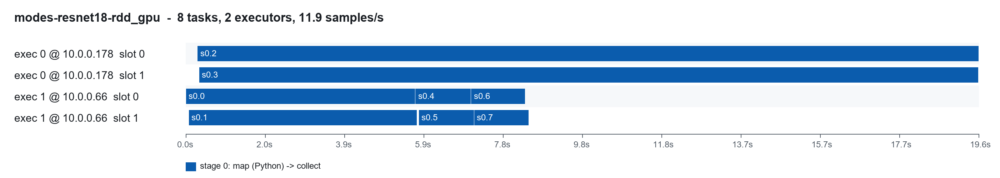 modes-resnet18-rdd_gpu - 8 tasks, 2 executors, 11.9 samples/s
exec 0 @ 10.0.0.178 slot 0
s0.2
exec 0 @ 10.0.0.178 slot 1
s0.3
exec 1 @ 10.0.0.66 slot 0
s0.0 s0.4 s0.6
exec 1 @ 10.0.0.66 slot 1
s0.1 s0.5 s0.7
0.0s 2.0s 3.9s 5.9s 7.8s 9.8s 11.8s 13.7s 15.7s 17.7s 19.6s
stage 0: map (Python) -> collect